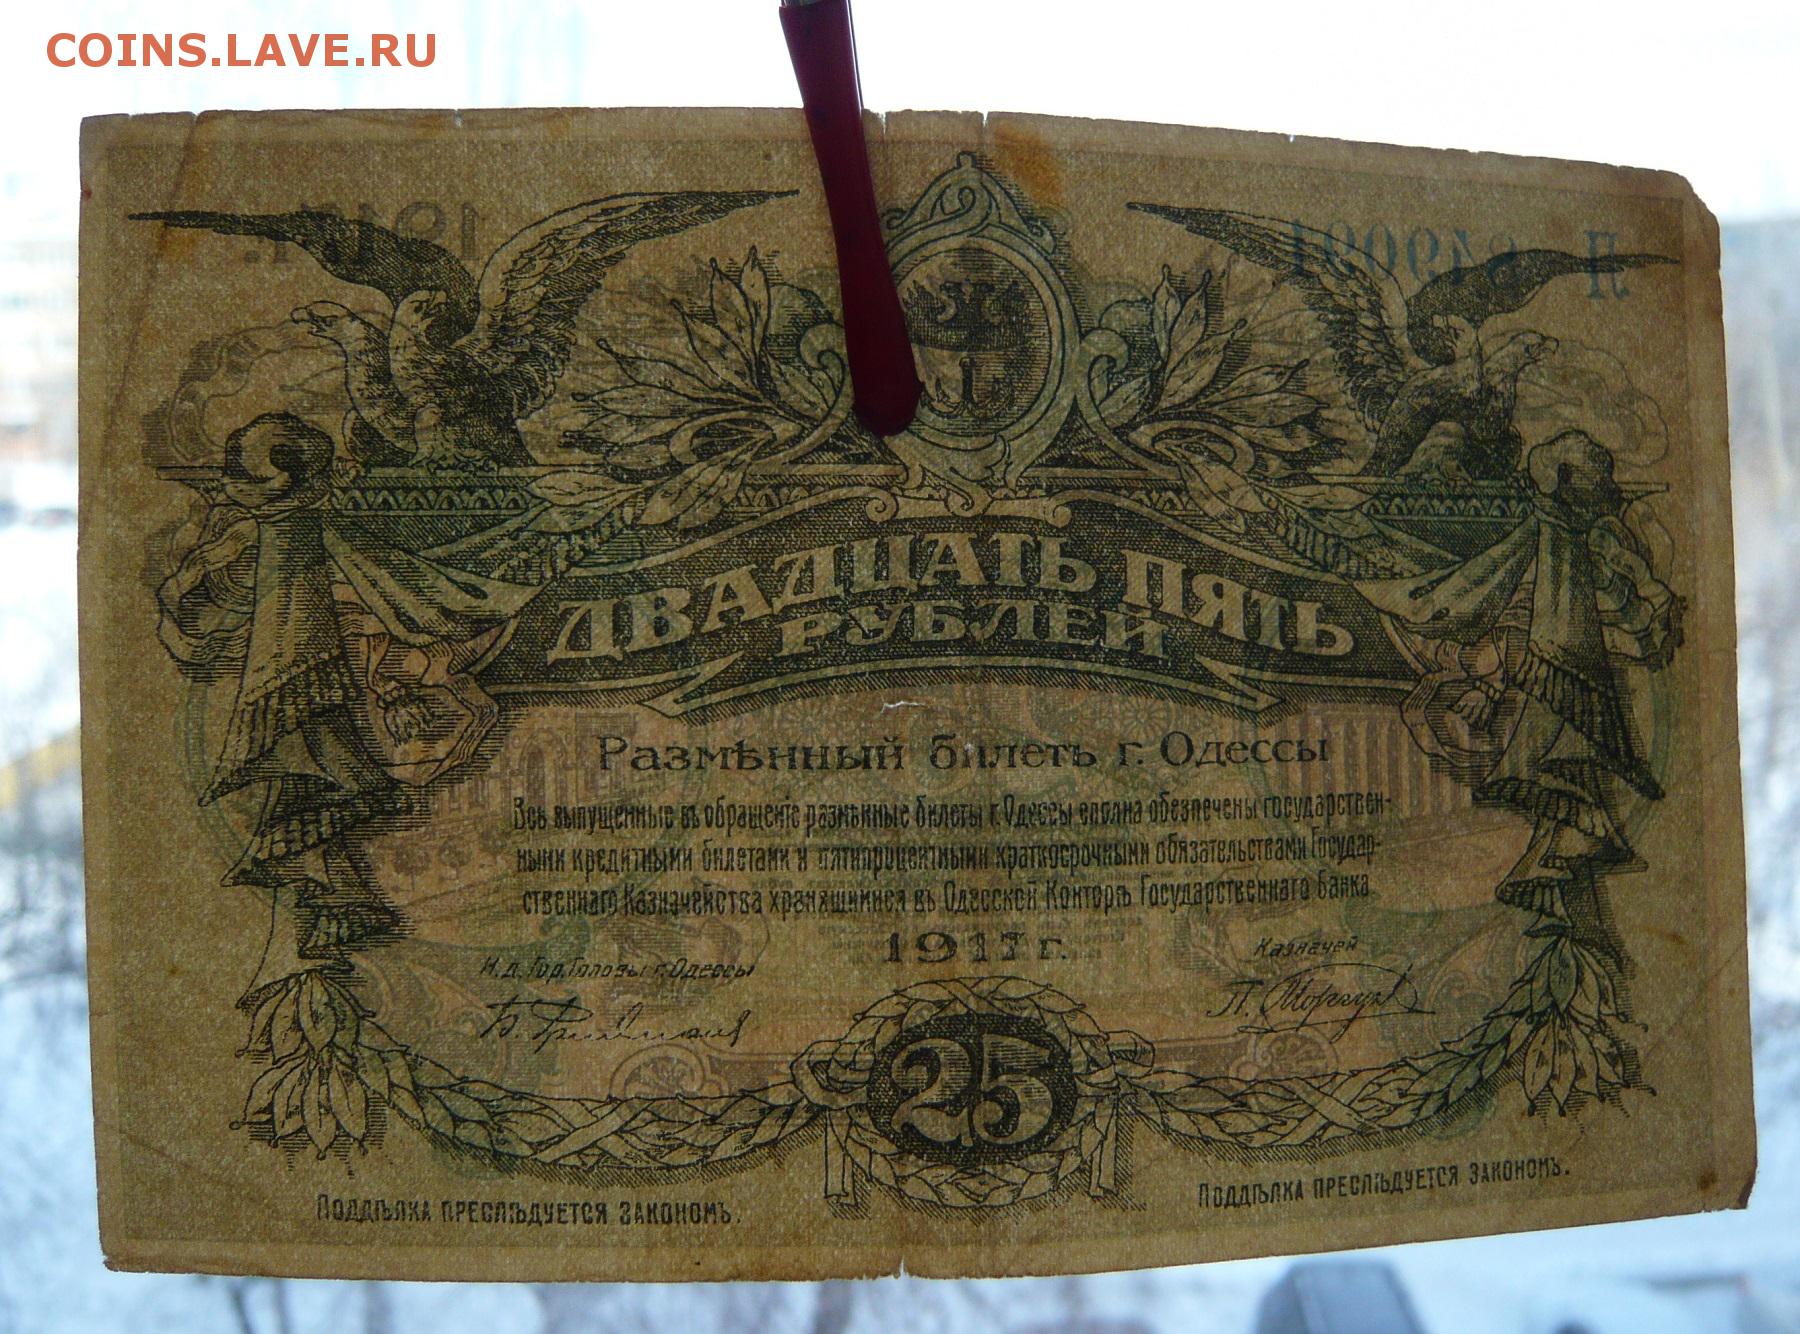 COINS.LAVE.RU
ДВАДЦАТЬ ПЯТЬ
РУБЛЕЙ
Размѣнный билетъ г. Одессы
Всѣ выпущенные въ обращеніе размѣнные билеты г. Одессы сполна обезпечены государствен-
ными кредитными билетами и пятипроцентными краткосрочными обязательствами Государ-
ственнаго Казначейства хранящимися въ Одесской Конторѣ Государственнаго Банка
1917 г.
И.д. Гор. Головы г. Одессы
Казначей
25
Поддѣлка преслѣдуется закономъ.
Поддѣлка преслѣдуется закономъ.